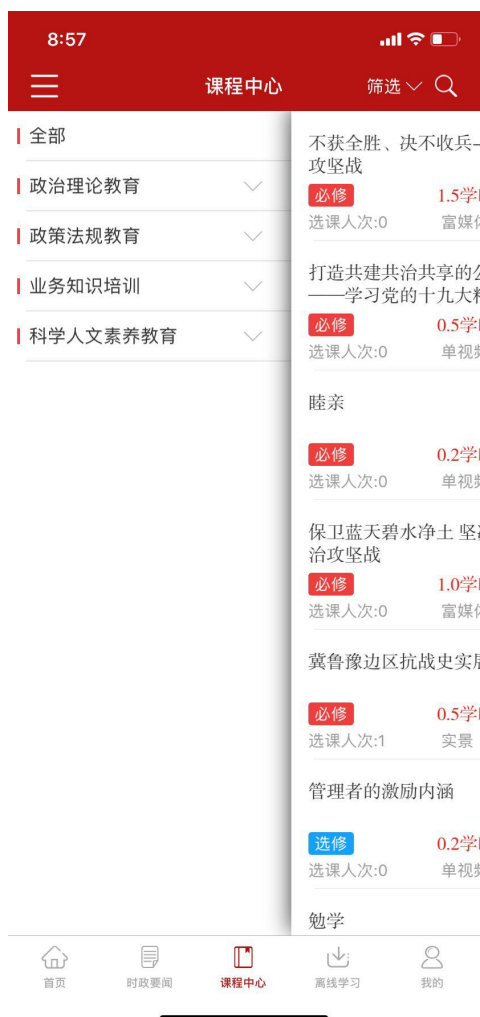 8:57
课程中心
筛选
全部
政治理论教育
政策法规教育
业务知识培训
科学人文素养教育
不获全胜、决不收兵
攻坚战
必修
1.5学
选课人次:0
富媒
打造共建共治共享的
——学习党的十九大
必修
0.5学
选课人次:0
单视
睦亲
必修
0.2学
选课人次:0
单视
保卫蓝天碧水净土 坚
治攻坚战
必修
1.0学
选课人次:0
富媒
冀鲁豫边区抗战史实
必修
0.5学
选课人次:1
实景
管理者的激励内涵
选修
0.2学
选课人次:0
单视
勉学
首页
时政要闻
课程中心
离线学习
我的